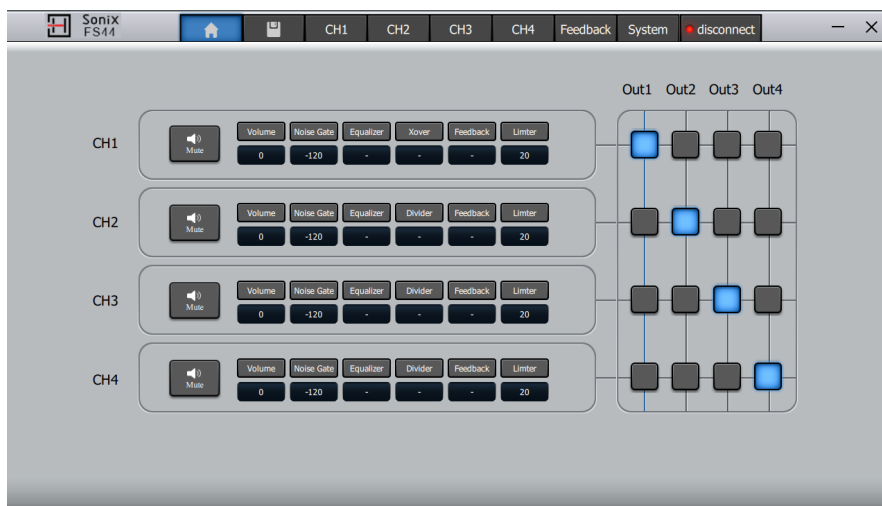 Sonix
FS44
CH1 CH2 CH3 CH4 Feedback System disconnect
Out1 Out2 Out3 Out4
CH1
Mute
Volume Noise Gate Equalizer Xover Feedback Limter
0 -120 - - - 20
CH2
Mute
Volume Noise Gate Equalizer Divider Feedback Limter
0 -120 - - - 20
CH3
Mute
Volume Noise Gate Equalizer Divider Feedback Limter
0 -120 - - - 20
CH4
Mute
Volume Noise Gate Equalizer Divider Feedback Limter
0 -120 - - - 20